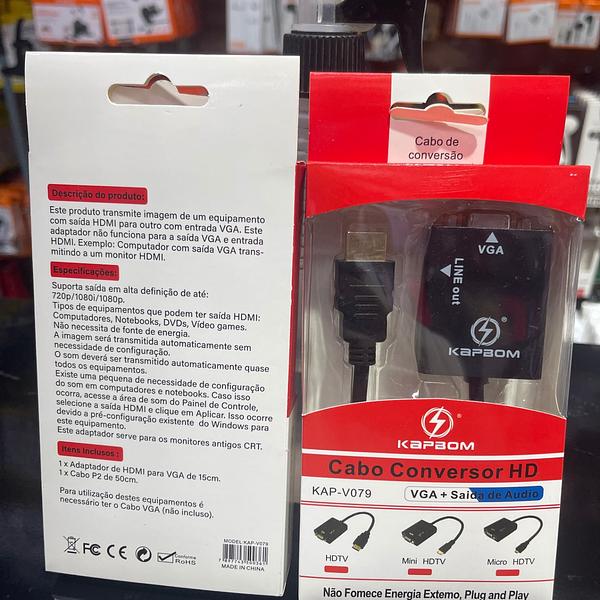 Descrição do produto:
Este produto transmite imagem de um equipamento
com saída HDMI para outro com entrada VGA. Este
adaptador não funciona para a saída VGA e entrada
HDMI. Exemplo: Computador com saída VGA trans-
mitindo a um monitor HDMI.
Especificações:
Suporta saída em alta definição de até:
720p/1080i/1080p.
Tipos de equipamentos que podem ter saída HDMI:
Computadores, Notebooks, DVDs, Vídeo games.
Não necessita de fonte de energia.
A imagem será transmitida automaticamente sem
necessidade de configuração.
O som deverá ser transmitido automaticamente quase
todos os equipamentos.
Existe uma pequena de necessidade de configuração
do som em computadores e notebooks. Caso isso
ocorra, acesse a área de som do Painel de Controle,
selecione a saída HDMI e clique em Aplicar. Isso ocorre
devido a pré-configuração existente do Windows para
este equipamento.
Este adaptador serve para os monitores antigos CRT.
Itens Inclusos :
1 x Adaptador de HDMI para VGA de 15cm.
1 x Cabo P2 de 50cm.
Para utilização destes equipamentos é
necessário ter o Cabo VGA (não incluso).
FC CE
Conforme
RoHS
MODELO:KAP-V079
MADE IN CHINA
Cabo de
conversão
VGA
LINE out
KAPBOM
KAPBOM
Cabo Conversor HD
KAP-V079 VGA + Saída de Audio
HDTV Mini HDTV Micro HDTV
Não Fornece Energia Externo, Plug and Play